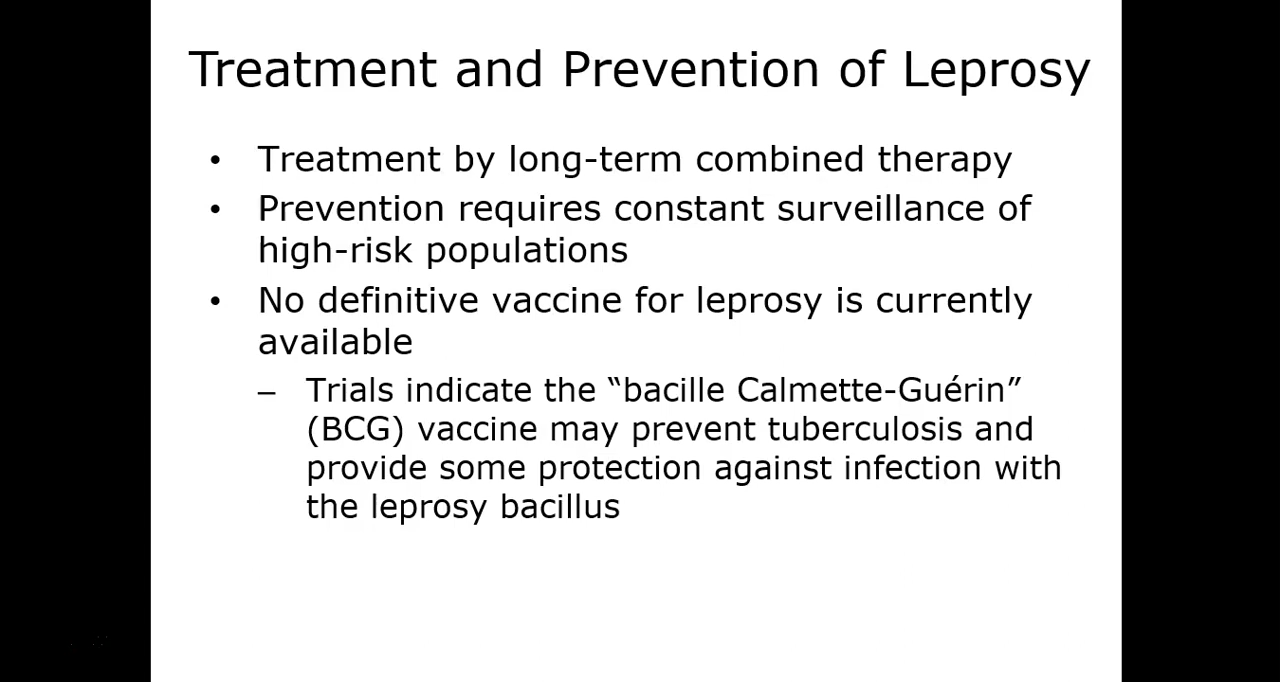 Treatment and Prevention of Leprosy
• Treatment by long-term combined therapy
• Prevention requires constant surveillance of
high-risk populations
• No definitive vaccine for leprosy is currently
available
– Trials indicate the “bacille Calmette-Guérin”
(BCG) vaccine may prevent tuberculosis and
provide some protection against infection with
the leprosy bacillus